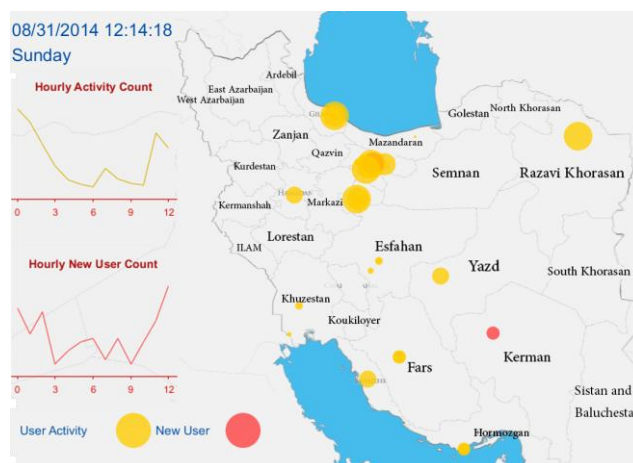 08/31/2014 12:14:18
Sunday
Hourly Activity Count
0 3 6 9 12
Hourly New User Count
0 3 6 9 12
User Activity
New User
Ardebil
East Azarbaijan
West Azarbaijan
Zanjan
Golestan
North Khorasan
Mazandaran
Qazvin
Kurdestan
Semnan
Razavi Khorasan
Kermanshah
Markazi
Lorestan
ILAM
Esfahan
Yazd
South Khorasan
Khuzestan
Koukiloyer
Fars
Kerman
Sistan and
Baluchesta
Hormozgan